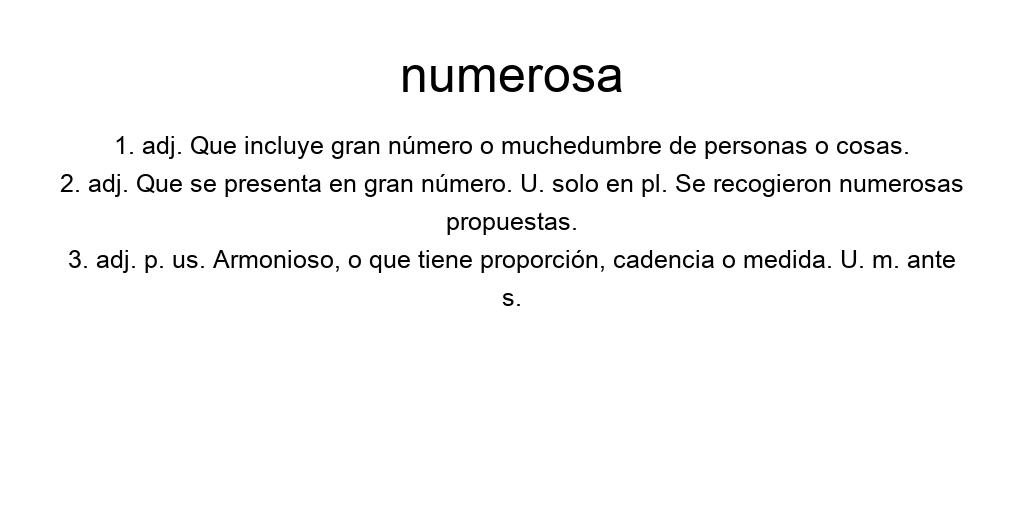 numerosa
1. adj. Que incluye gran número o muchedumbre de personas o cosas.
2. adj. Que se presenta en gran número. U. solo en pl. Se recogieron numerosas
propuestas.
3. adj. p. us. Armonioso, o que tiene proporción, cadencia o medida. U. m. ante
s.